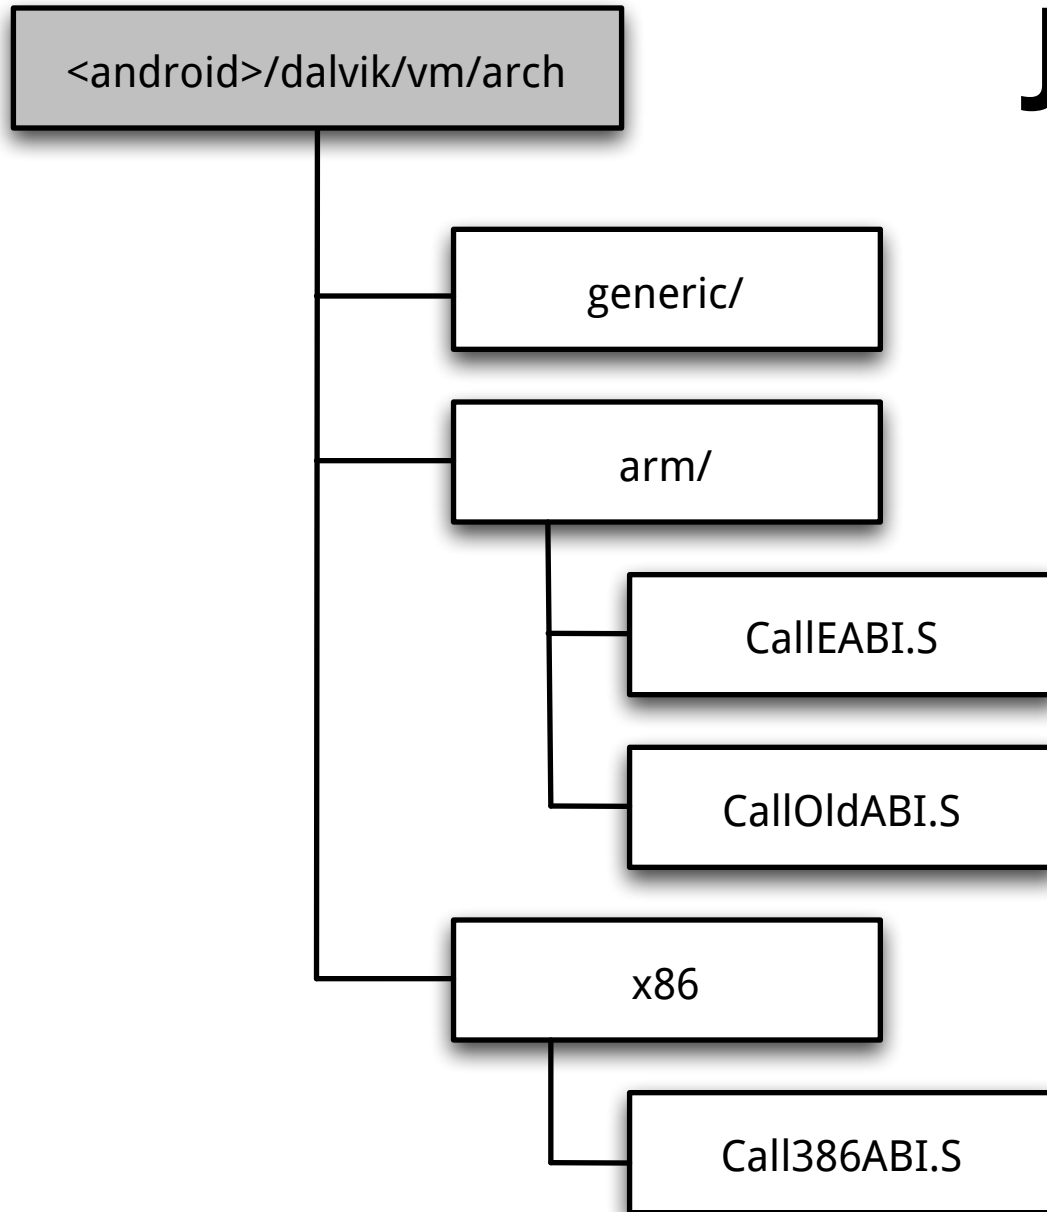 <android>/dalvik/vm/arch
J
generic/
arm/
CallEABI.S
CallOldABI.S
x86
Call386ABI.S